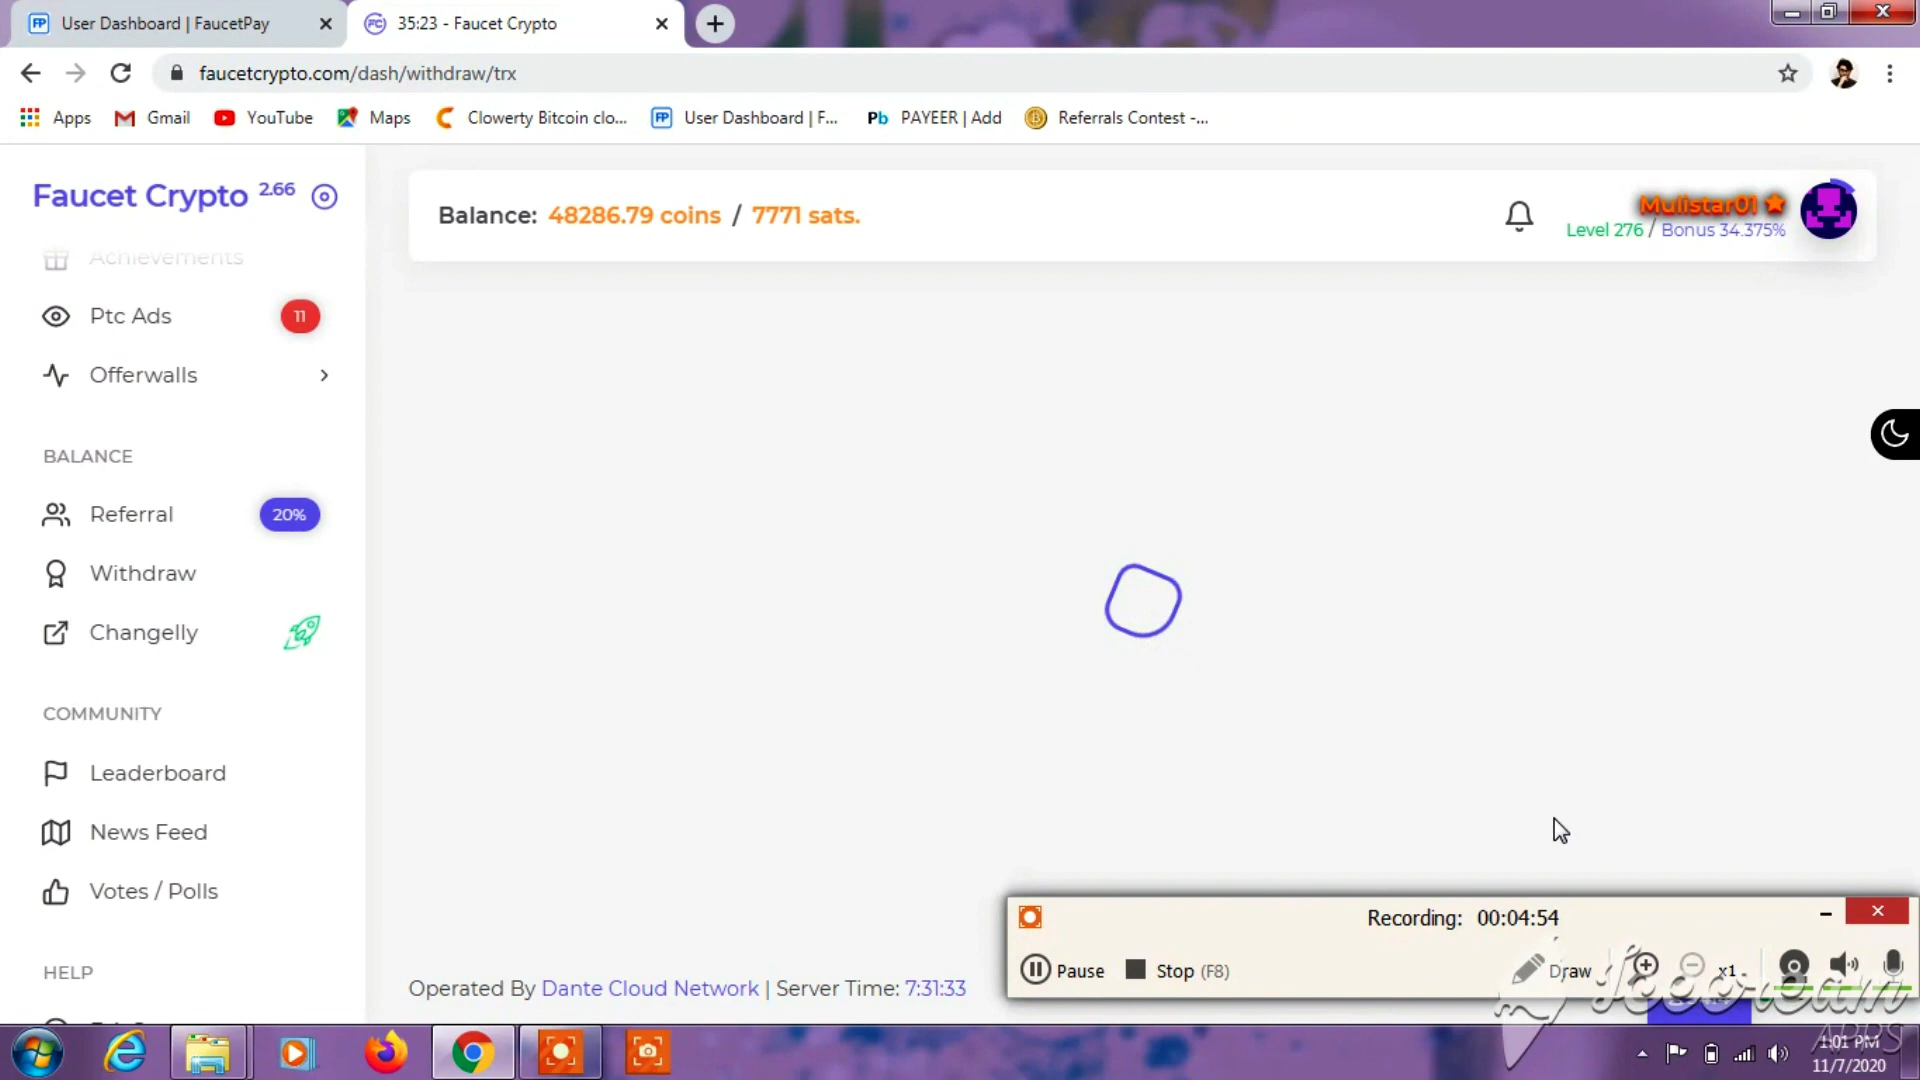 User Dashboard | FaucetPay
35:23 - Faucet Crypto
faucetcrypto.com/dash/withdraw/trx
Apps
Gmail
YouTube
Maps
Clowerty Bitcoin clo...
User Dashboard | F...
Pb PAYEER | Add
Referrals Contest -...
Faucet Crypto 2.66
Balance: 48286.79 coins / 7771 sats.
Mulistar01
Level 276 / Bonus 34.375%
Achievements
Ptc Ads 11
Offerwalls
BALANCE
Referral 20%
Withdraw
Changelly
COMMUNITY
Leaderboard
News Feed
Votes / Polls
HELP
Operated By Dante Cloud Network | Server Time: 7:31:33
Recording: 00:04:54
Pause
Stop (F8)
Draw
x1
APPS
1:01 PM
11/7/2020